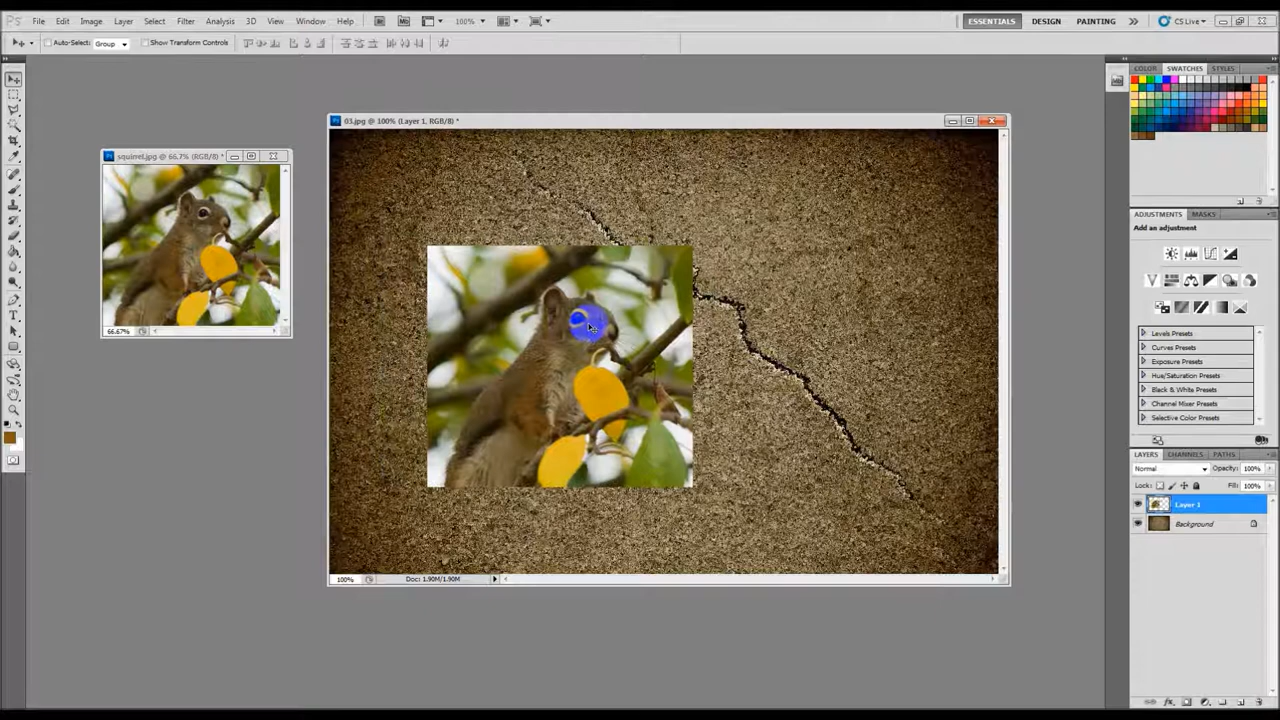 Ps File Edit Image Layer Select Filter Analysis 3D View Window Help Br Mb 100% ESSENTIALS DESIGN PAINTING CS Live
Auto-Select: Group Show Transform Controls
COLOR SWATCHES STYLES
03.jpg @ 100% (Layer 1, RGB/8) *
squirrel.jpg @ 66.7% (RGB/8) *
66.67%
100% Doc: 1.90M/1.90M
ADJUSTMENTS MASKS
Add an adjustment
Levels Presets
Curves Presets
Exposure Presets
Hue/Saturation Presets
Black & White Presets
Channel Mixer Presets
Selective Color Presets
LAYERS CHANNELS PATHS
Normal Opacity: 100%
Lock: Fill: 100%
Layer 1
Background